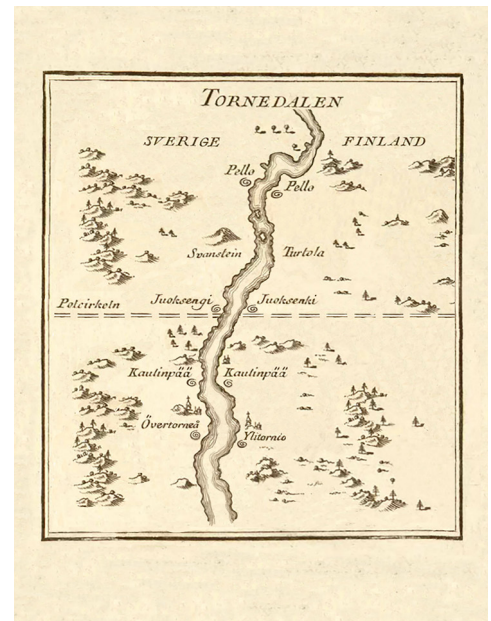 TORNEDALEN
SVERIGE FINLAND
Pello
Pello
Svanstein Turtola
Polcirkeln Juoksengi Juoksenki
Kautinpää Kautinpää
Övertorneå
Ylitornio